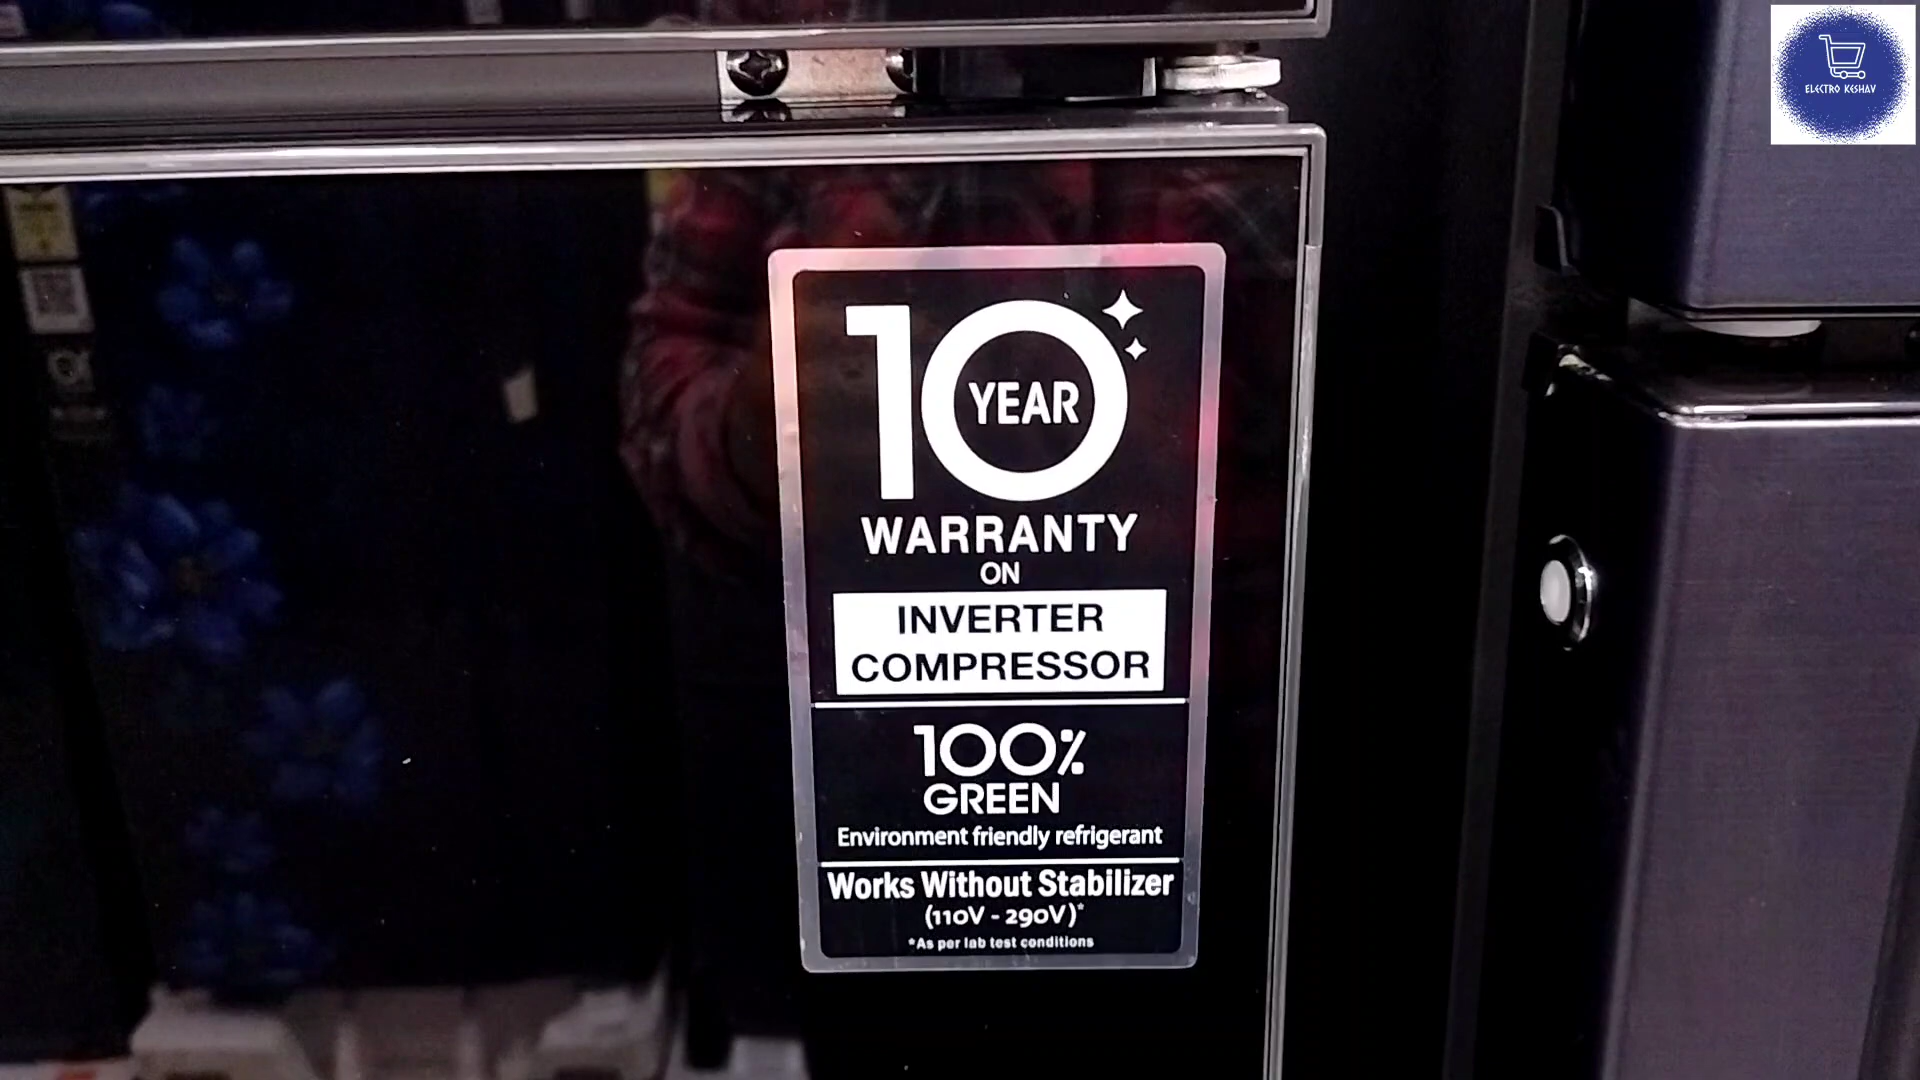 ELECTRO KESHAV
10
YEAR
WARRANTY
ON
INVERTER
COMPRESSOR
100%
GREEN
Environment friendly refrigerant
Works Without Stabilizer
(110V - 290V)*
*As per lab test conditions